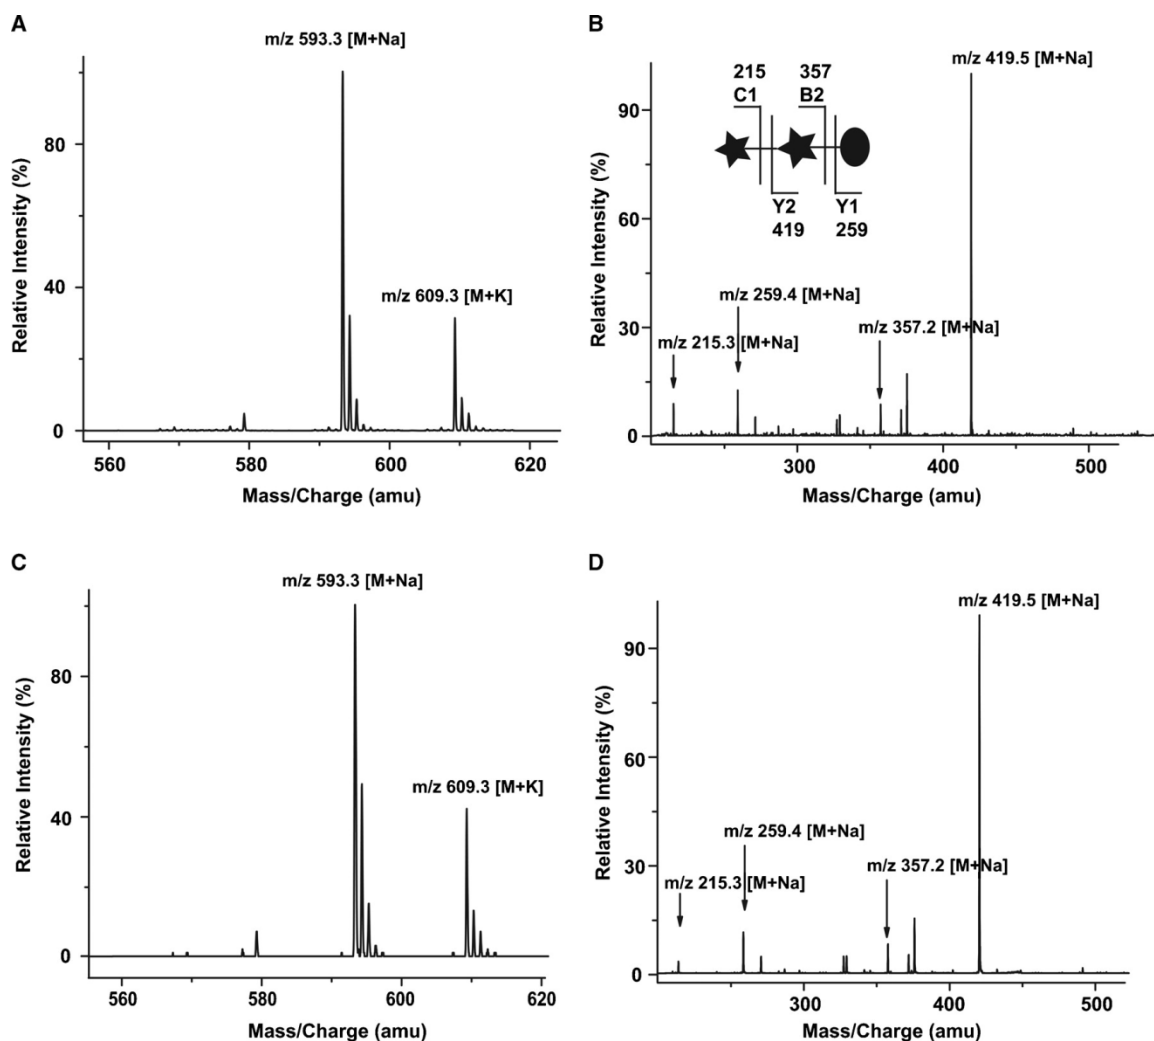 A
m/z 593.3 [M+Na]
80
40
0
m/z 609.3 [M+K]
560
580
600
620
Mass/Charge (amu)
Relative Intensity (%)
B
m/z 419.5 [M+Na]
215
C1
357
B2
Y2
419
Y1
259
90
60
30
0
m/z 259.4 [M+Na]
m/z 215.3 [M+Na]
m/z 357.2 [M+Na]
300
400
500
Mass/Charge (amu)
Relative Intensity (%)
C
m/z 593.3 [M+Na]
80
40
0
m/z 609.3 [M+K]
560
580
600
620
Mass/Charge (amu)
Relative Intensity (%)
D
m/z 419.5 [M+Na]
90
60
30
0
m/z 259.4 [M+Na]
m/z 357.2 [M+Na]
m/z 215.3 [M+Na]
300
400
500
Mass/Charge (amu)
Relative Intensity (%)